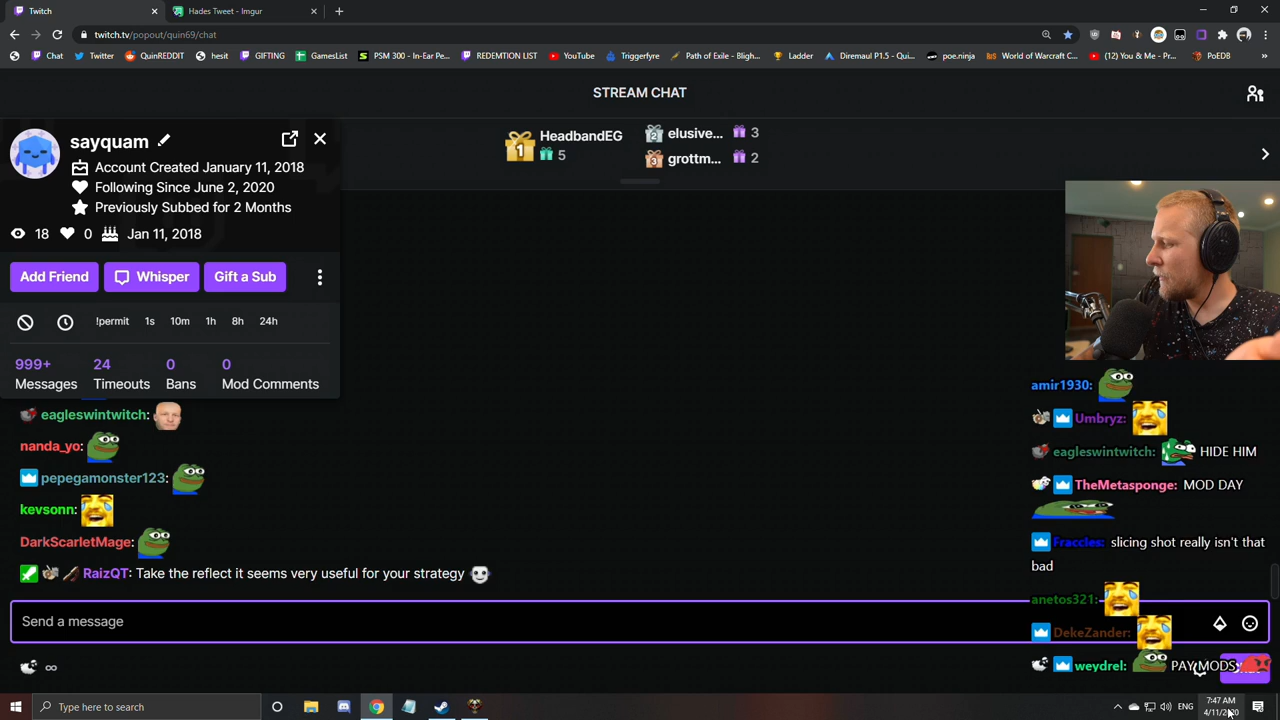 Twitch
Hades Tweet - Imgur
twitch.tv/popout/quin69/chat
Chat
Twitter
QuinREDDIT
hesit
GIFTING
GamesList
PSM 300 - In-Ear Pe...
REDEMTION LIST
YouTube
Triggerfyre
Path of Exile - Bligh...
Ladder
Diremaul P1.5 - Qui...
poe.ninja
World of Warcraft C...
(12) You & Me - Pr...
PoEDB
STREAM CHAT
sayquam
Account Created January 11, 2018
Following Since June 2, 2020
Previously Subbed for 2 Months
18 0 Jan 11, 2018
Add Friend Whisper Gift a Sub
!permit 1s 10m 1h 8h 24h
999+ 24 0 0
Messages Timeouts Bans Mod Comments
1 HeadbandEG
5
2 elusive... 3
3 grottm... 2
eagleswintwitch:
nanda_yo:
pepegamonster123:
kevsonn:
DarkScarletMage:
RaizQT: Take the reflect it seems very useful for your strategy
Send a message
amir1930:
Umbryz:
eagleswintwitch: HIDE HIM
TheMetasponge: MOD DAY
Fraccles: slicing shot really isn't that
bad
anetos321:
DekeZander:
weydrel: PAY MODS
Type here to search
ENG
7:47 AM